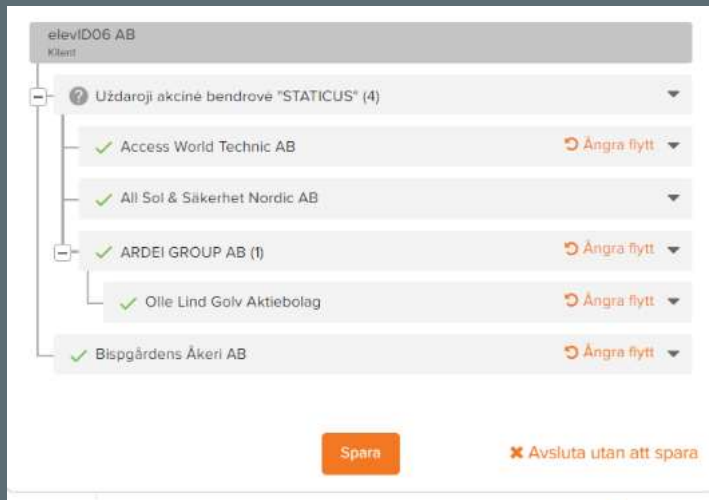 elevID06 AB
Klient
Uždaroji akcinė bendrovė "STATICUS" (4)
Access World Technic AB Ångra flytt
All Sol & Säkerhet Nordic AB
ARDEI GROUP AB (1) Ångra flytt
Olle Lind Golv Aktiebolag Ångra flytt
Bispgårdens Åkeri AB Ångra flytt
Spara Avsluta utan att spara